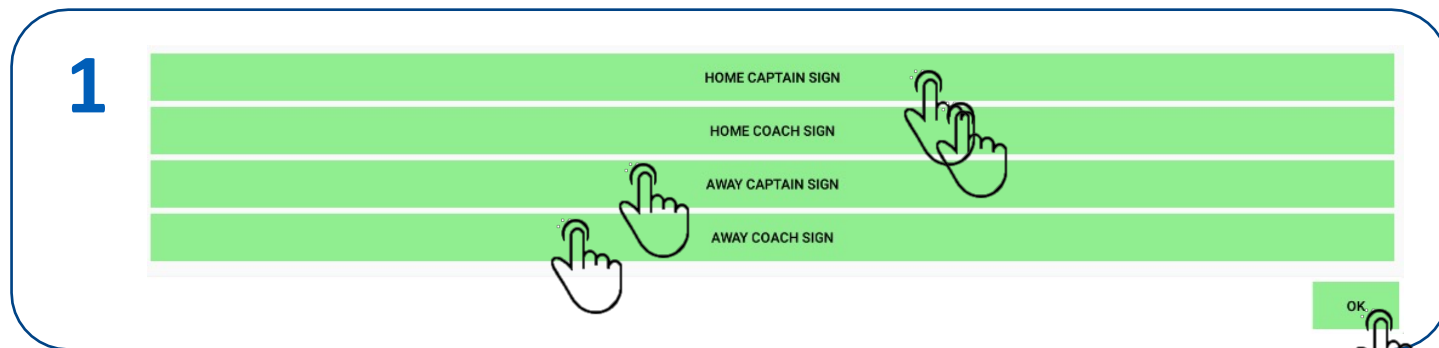 1
HOME CAPTAIN SIGN
HOME COACH SIGN
AWAY CAPTAIN SIGN
AWAY COACH SIGN
OK